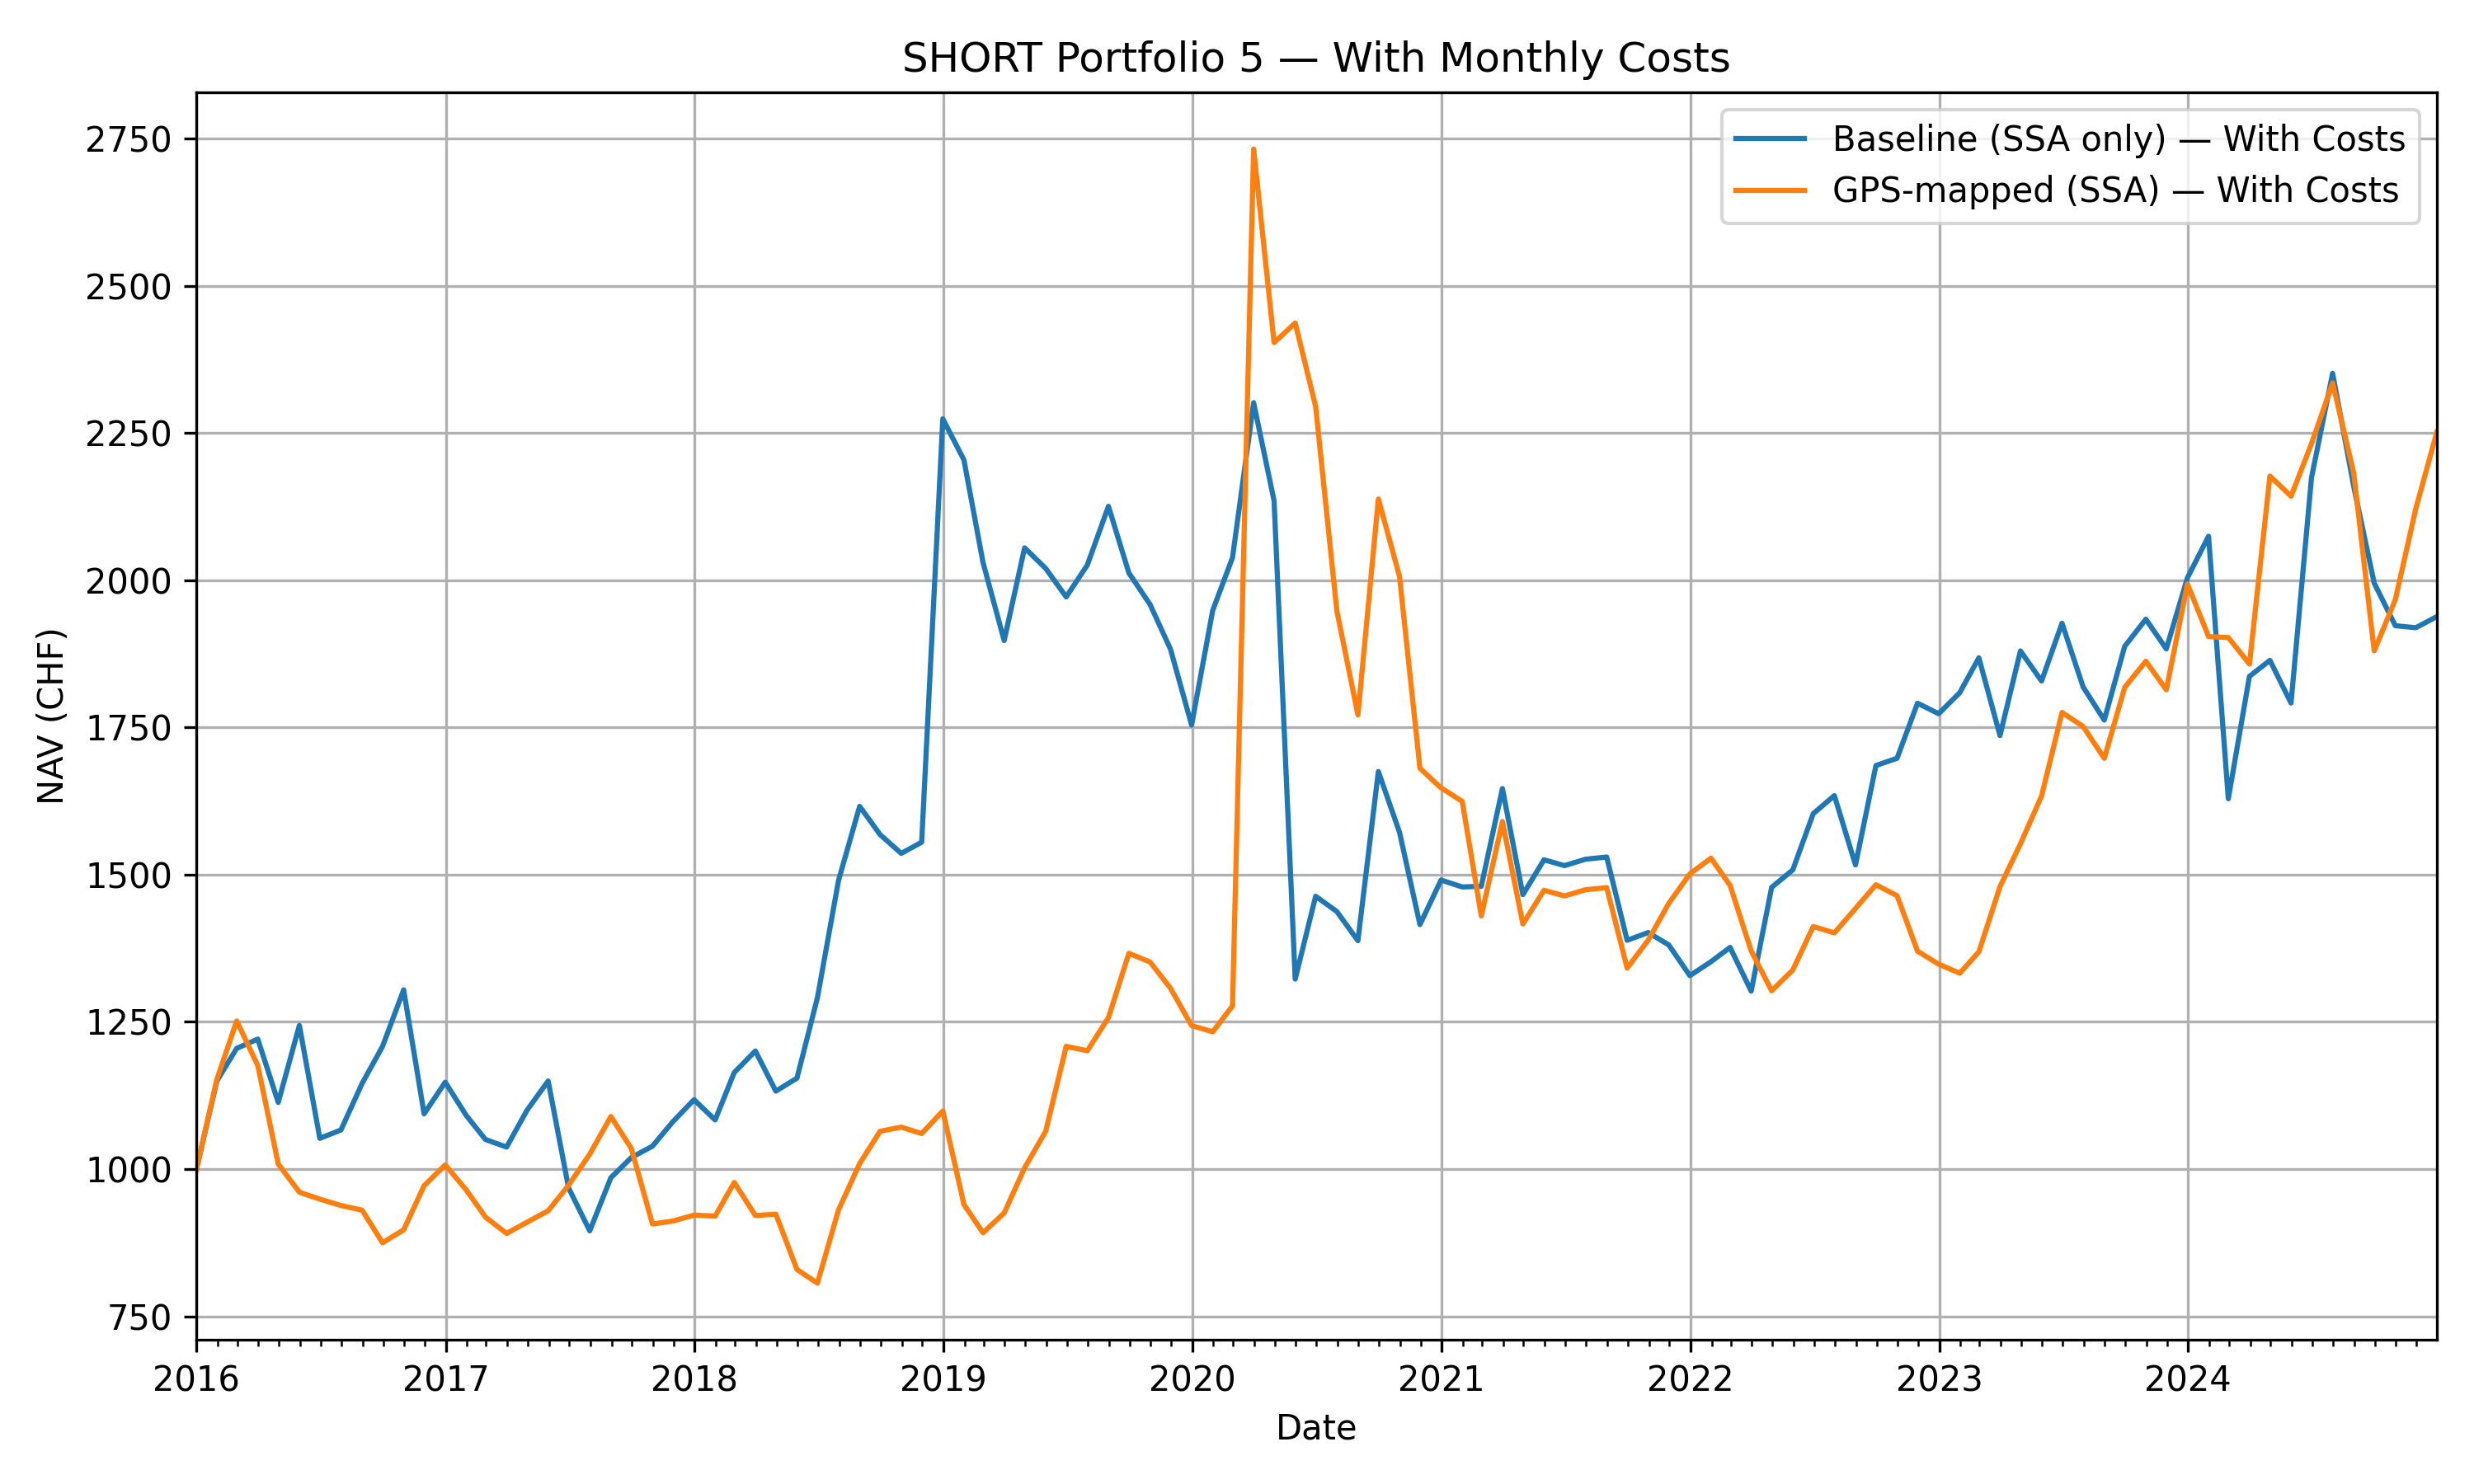 SHORT Portfolio 5 — With Monthly Costs
Baseline (SSA only) — With Costs
GPS-mapped (SSA) — With Costs
NAV (CHF)
2750
2500
2250
2000
1750
1500
1250
1000
750
2016 2017 2018 2019 2020 2021 2022 2023 2024
Date